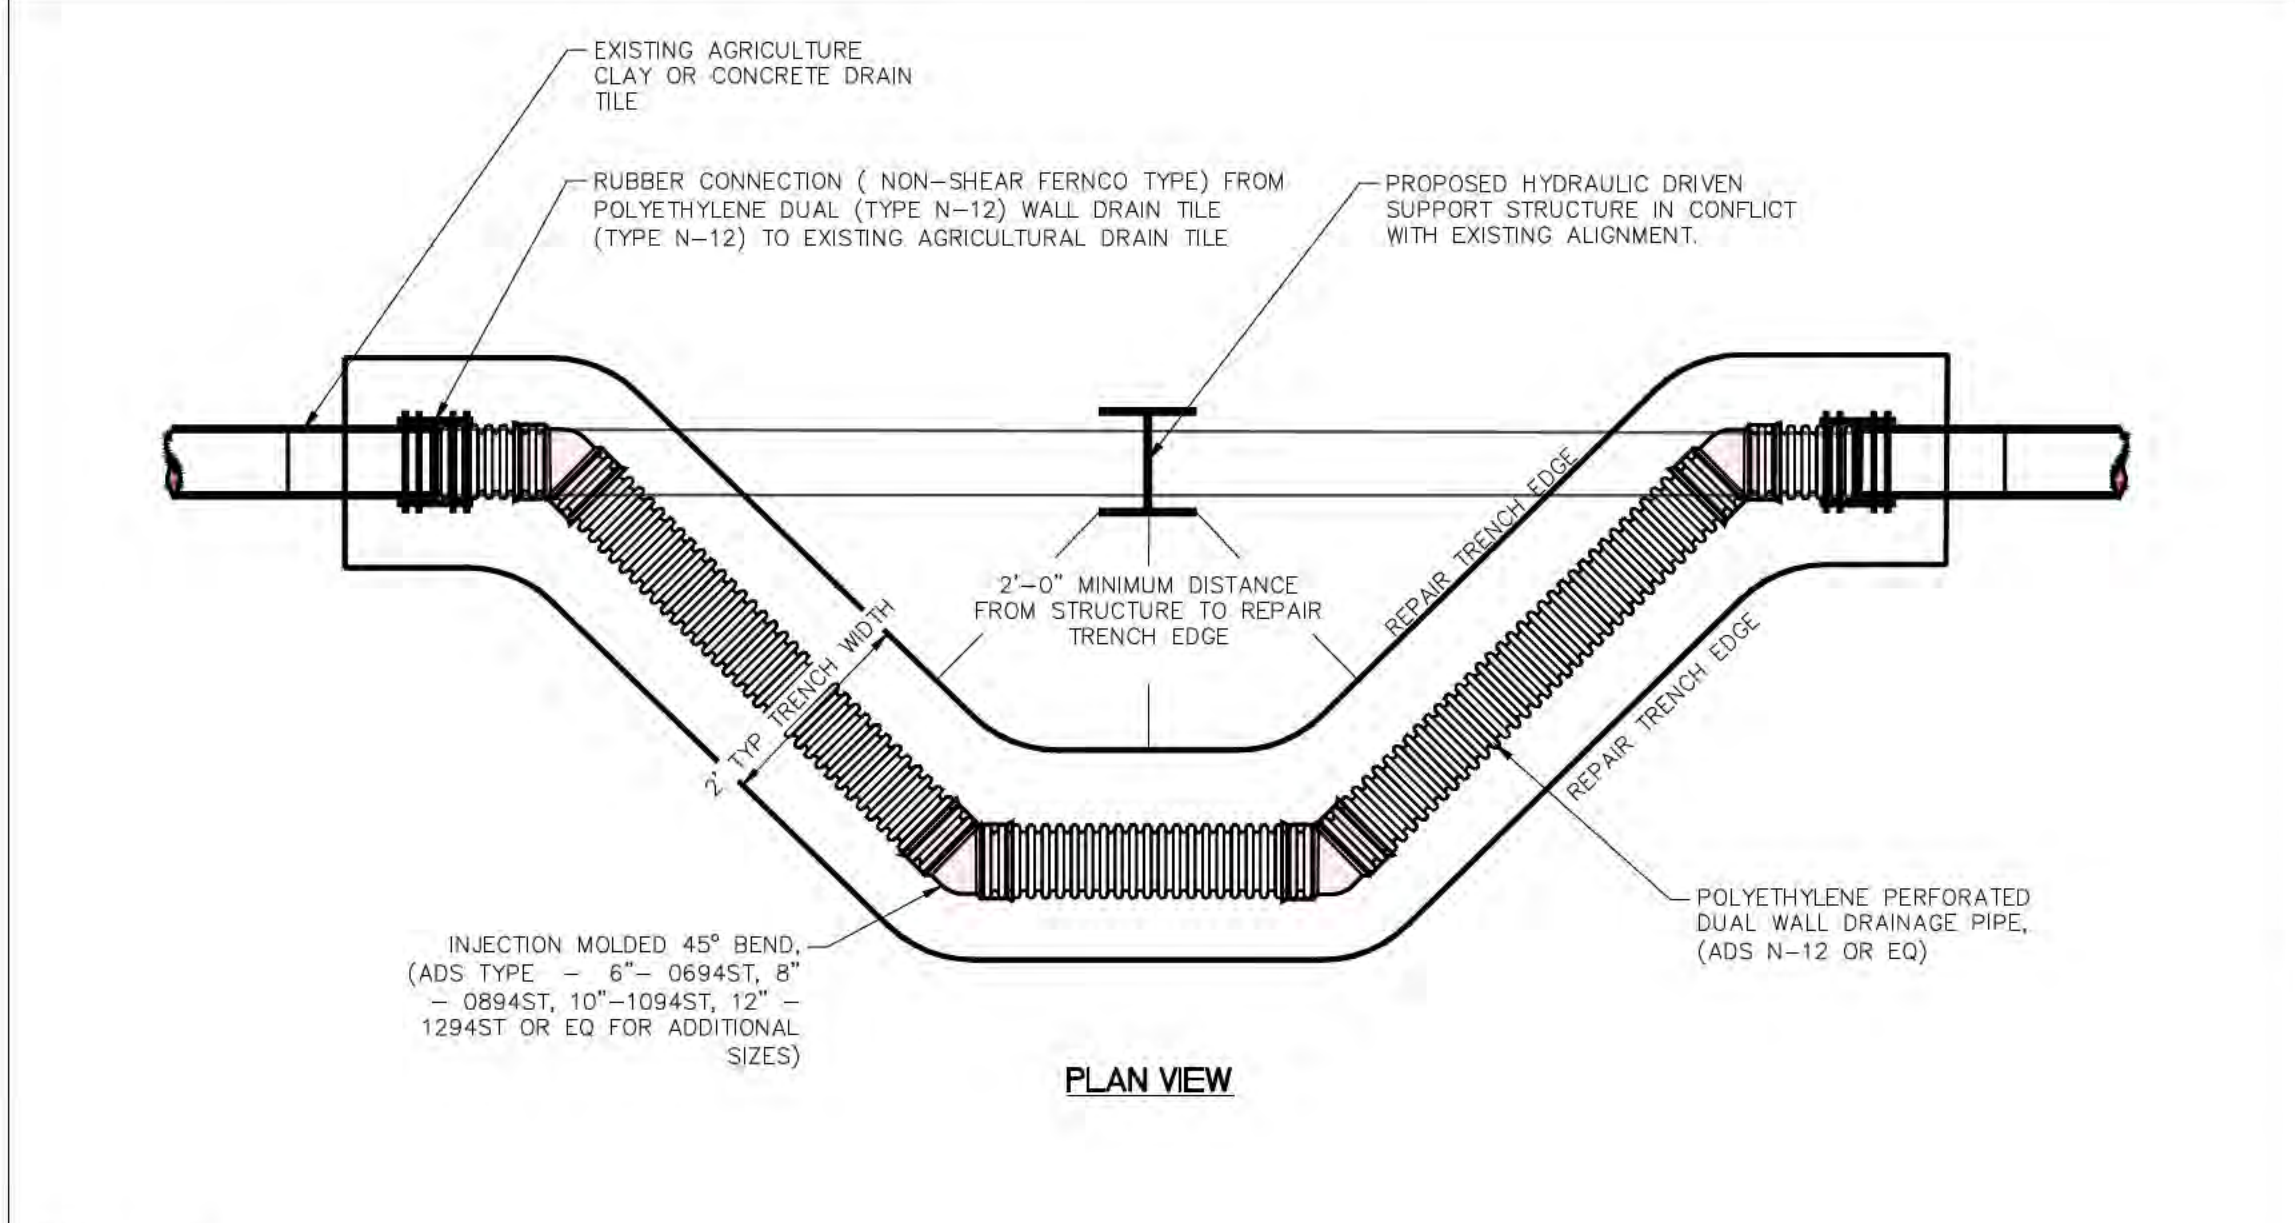 EXISTING AGRICULTURE
CLAY OR CONCRETE DRAIN
TILE
RUBBER CONNECTION ( NON-SHEAR FERNCO TYPE) FROM
POLYETHYLENE DUAL (TYPE N-12) WALL DRAIN TILE
(TYPE N-12) TO EXISTING AGRICULTURAL DRAIN TILE
PROPOSED HYDRAULIC DRIVEN
SUPPORT STRUCTURE IN CONFLICT
WITH EXISTING ALIGNMENT.
2'-0" MINIMUM DISTANCE
FROM STRUCTURE TO REPAIR
TRENCH EDGE
REPAIR TRENCH EDGE
2' TYP TRENCH WIDTH
REPAIR TRENCH EDGE
POLYETHYLENE PERFORATED
DUAL WALL DRAINAGE PIPE,
(ADS N-12 OR EQ)
INJECTION MOLDED 45° BEND,
(ADS TYPE - 6"- 0694ST, 8"
- 0894ST, 10"-1094ST, 12" -
1294ST OR EQ FOR ADDITIONAL
SIZES)
PLAN VIEW